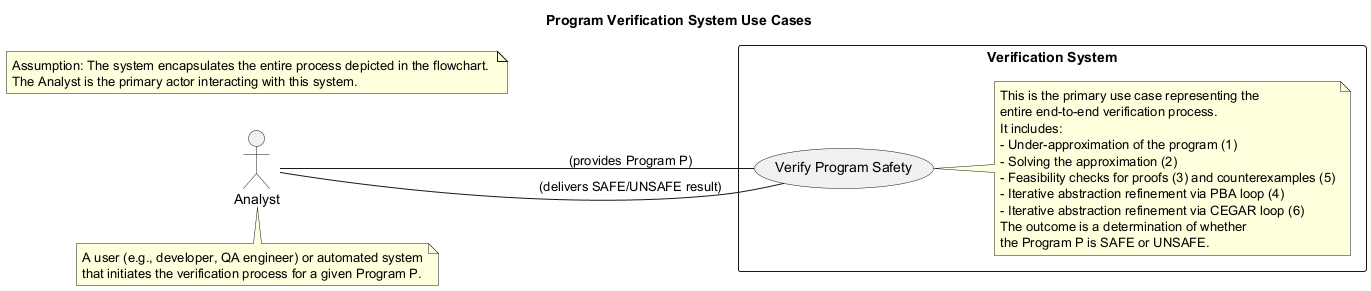 Program Verification System Use Cases
Assumption: The system encapsulates the entire process depicted in the flowchart.
The Analyst is the primary actor interacting with this system.
Verification System
This is the primary use case representing the
entire end-to-end verification process.
It includes:
- Under-approximation of the program (1)
- Solving the approximation (2)
- Feasibility checks for proofs (3) and counterexamples (5)
- Iterative abstraction refinement via PBA loop (4)
- Iterative abstraction refinement via CEGAR loop (6)
The outcome is a determination of whether
the Program P is SAFE or UNSAFE.
(provides Program P)
Verify Program Safety
(delivers SAFE/UNSAFE result)
Analyst
A user (e.g., developer, QA engineer) or automated system
that initiates the verification process for a given Program P.